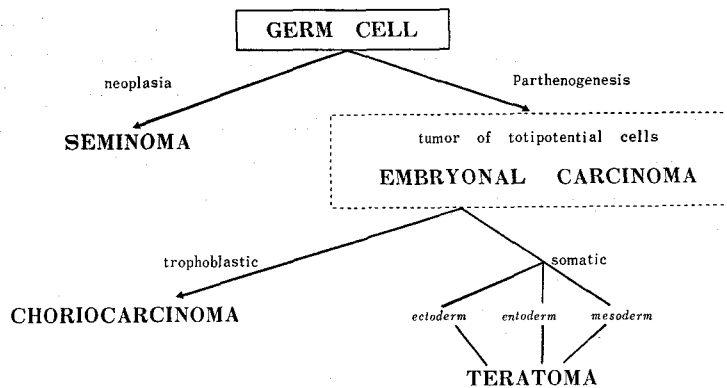 GERM CELL
neoplasia
Parthenogenesis
SEMINOMA
tumor of totipotential cells
EMBRYONAL CARCINOMA
trophoblastic
somatic
CHORIOCARCINOMA
ectoderm entoderm mesoderm
TERATOMA